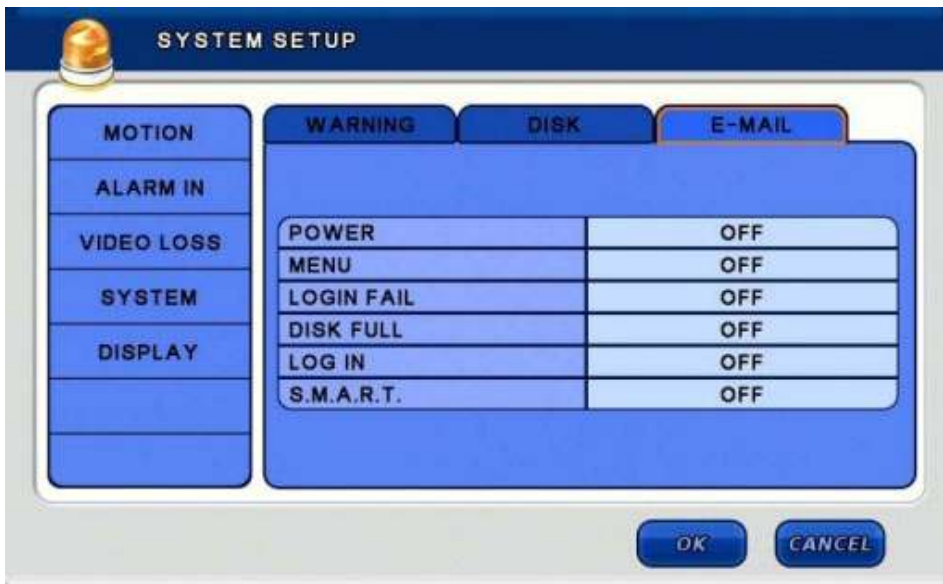 SYSTEM SETUP
WARNING DISK E-MAIL
MOTION
ALARM IN
VIDEO LOSS
SYSTEM
DISPLAY
POWER OFF
MENU OFF
LOGIN FAIL OFF
DISK FULL OFF
LOG IN OFF
S.M.A.R.T. OFF
OK CANCEL